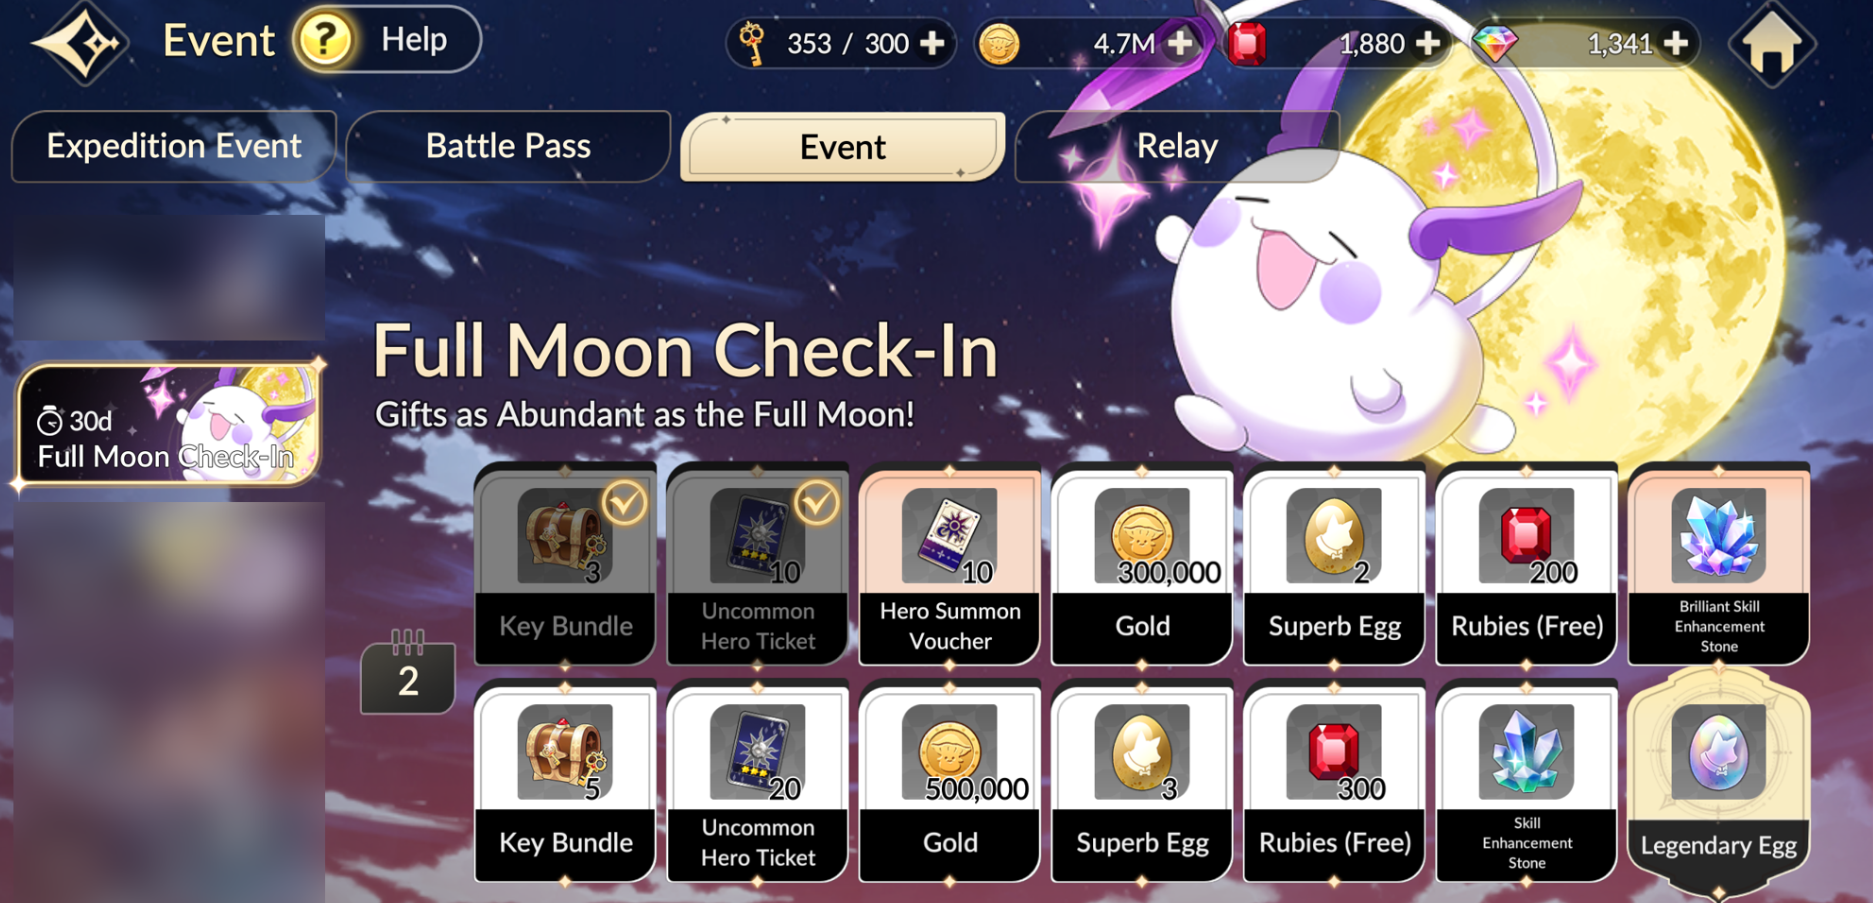 Event
? Help
353 / 300
4.7M
1,880
1,341
Expedition Event
Battle Pass
Event
Relay
30d
Full Moon Check-In
Full Moon Check-In
Gifts as Abundant as the Full Moon!
2
3
Key Bundle
10
Uncommon
Hero Ticket
10
Hero Summon
Voucher
300,000
Gold
2
Superb Egg
200
Rubies (Free)
Brilliant Skill
Enhancement
Stone
5
Key Bundle
20
Uncommon
Hero Ticket
500,000
Gold
3
Superb Egg
300
Rubies (Free)
Skill
Enhancement
Stone
Legendary Egg